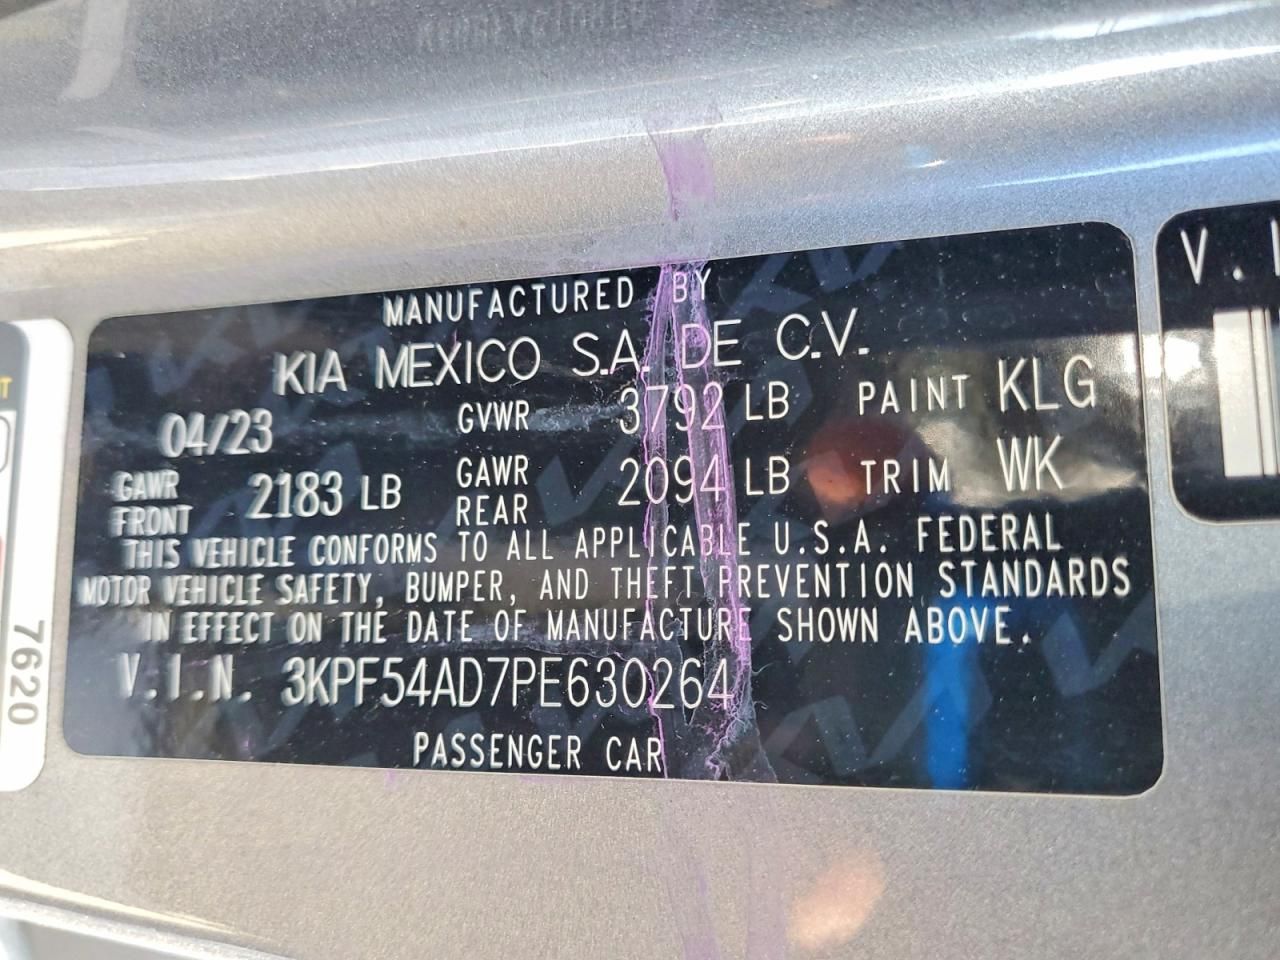 MANUFACTURED BY
KIA MEXICO S.A. DE C.V.
04/23 GVWR 3792 LB PAINT KLG
GAWR FRONT 2183 LB GAWR REAR 2094 LB TRIM WK
THIS VEHICLE CONFORMS TO ALL APPLICABLE U.S.A. FEDERAL
MOTOR VEHICLE SAFETY, BUMPER, AND THEFT PREVENTION STANDARDS
IN EFFECT ON THE DATE OF MANUFACTURE SHOWN ABOVE.
V.I.N. 3KPF54AD7PE630264
PASSENGER CAR
7620